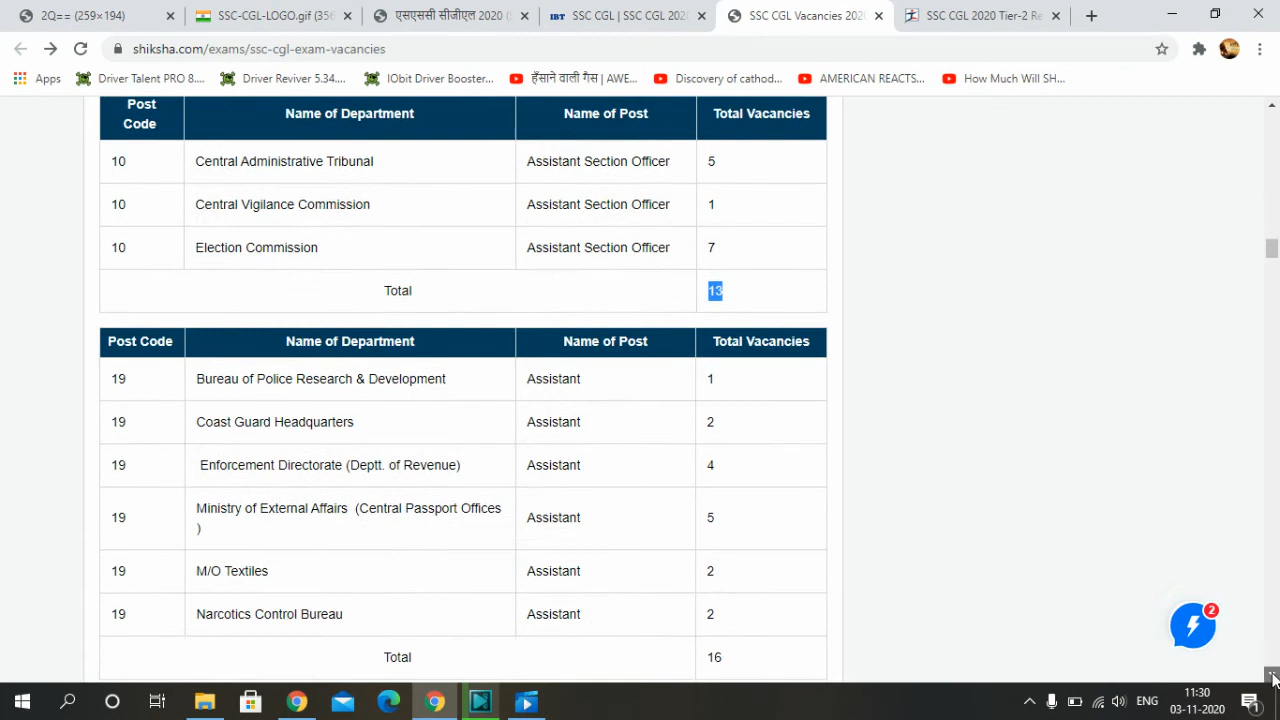 2Q== (259×194)
SSC-CGL-LOGO.gif (356
एसएससी सीजीएल 2020 (
IBT SSC CGL | SSC CGL 202
SSC CGL Vacancies 202
SSC CGL 2020 Tier-2 Re
shiksha.com/exams/ssc-cgl-exam-vacancies
Apps
Driver Talent PRO 8....
Driver Reviver 5.34....
IObit Driver Booster...
हँसाने वाली गैस | AWE...
Discovery of cathod...
AMERICAN REACTS...
How Much Will SH...
Post Code Name of Department Name of Post Total Vacancies
10 Central Administrative Tribunal Assistant Section Officer 5
10 Central Vigilance Commission Assistant Section Officer 1
10 Election Commission Assistant Section Officer 7
Total 13
Post Code Name of Department Name of Post Total Vacancies
19 Bureau of Police Research & Development Assistant 1
19 Coast Guard Headquarters Assistant 2
19 Enforcement Directorate (Deptt. of Revenue) Assistant 4
19 Ministry of External Affairs (Central Passport Offices ) Assistant 5
19 M/O Textiles Assistant 2
19 Narcotics Control Bureau Assistant 2
Total 16
2
ENG
11:30
03-11-2020
1